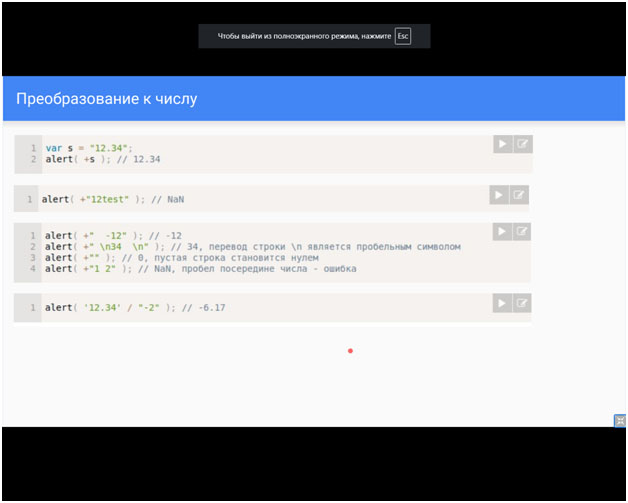 Чтобы выйти из полноэкранного режима, нажмите Esc
Преобразование к числу
1 var s = "12.34";
2 alert( +s ); // 12.34
1 alert( +"12test" ); // NaN
1 alert( +"  -12" ); // -12
2 alert( +" \n34  \n" ); // 34, перевод строки \n является пробельным символом
3 alert( +"" ); // 0, пустая строка становится нулем
4 alert( +"1 2" ); // NaN, пробел посередине числа - ошибка
1 alert( '12.34' / "-2" ); // -6.17